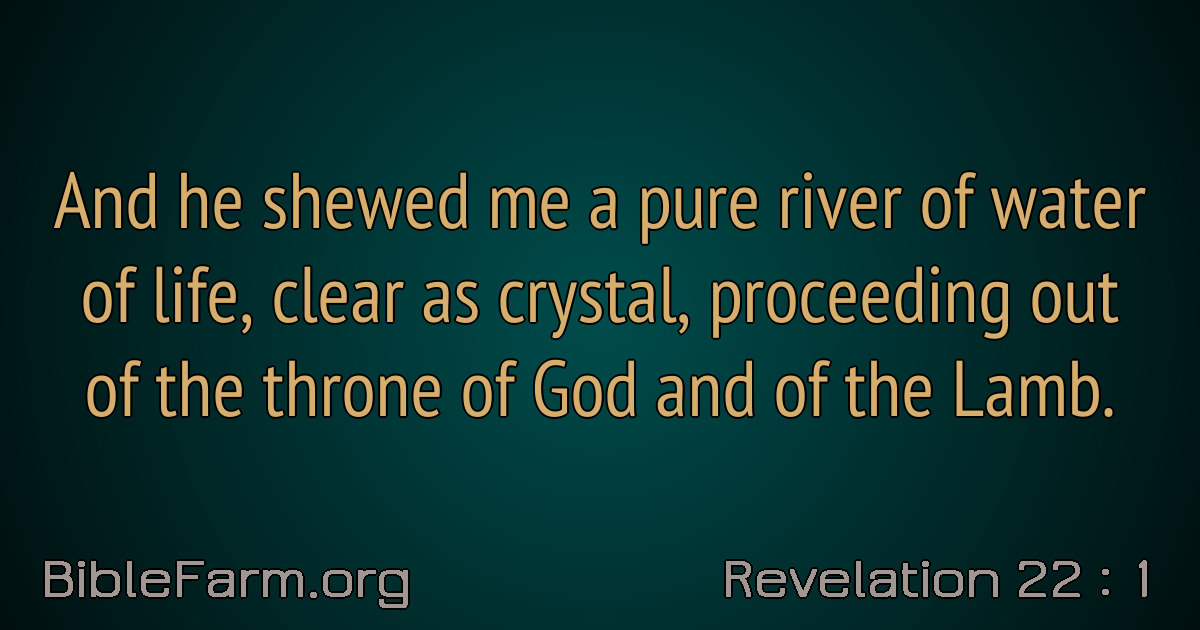 And he shewed me a pure river of water
of life, clear as crystal, proceeding out
of the throne of God and of the Lamb.
BibleFarm.org
Revelation 22 : 1